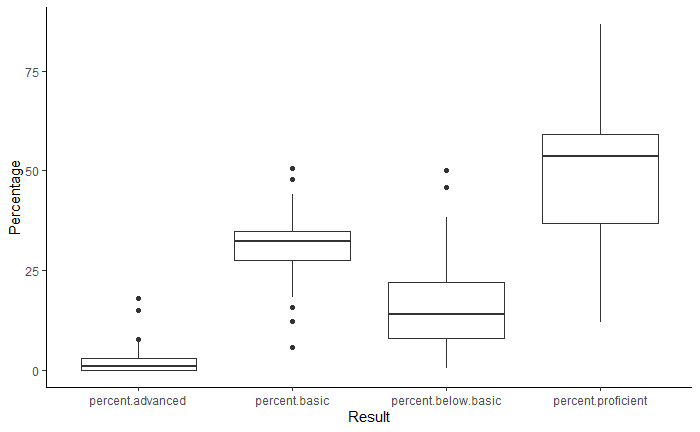 Percentage
75
50
25
0
percent.advanced percent.basic percent.below.basic percent.proficient
Result